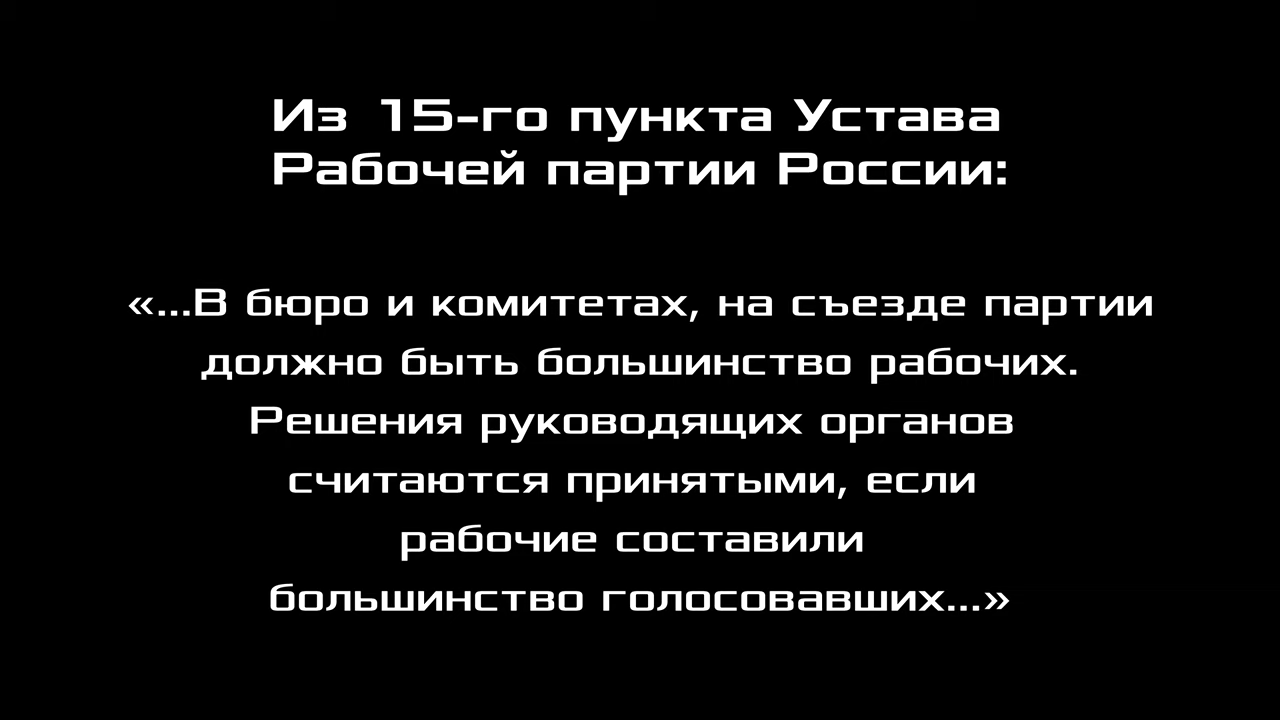 Из 15-го пункта Устава
Рабочей партии России:
«...В бюро и комитетах, на съезде партии
должно быть большинство рабочих.
Решения руководящих органов
считаются принятыми, если
рабочие составили
большинство голосовавших...»